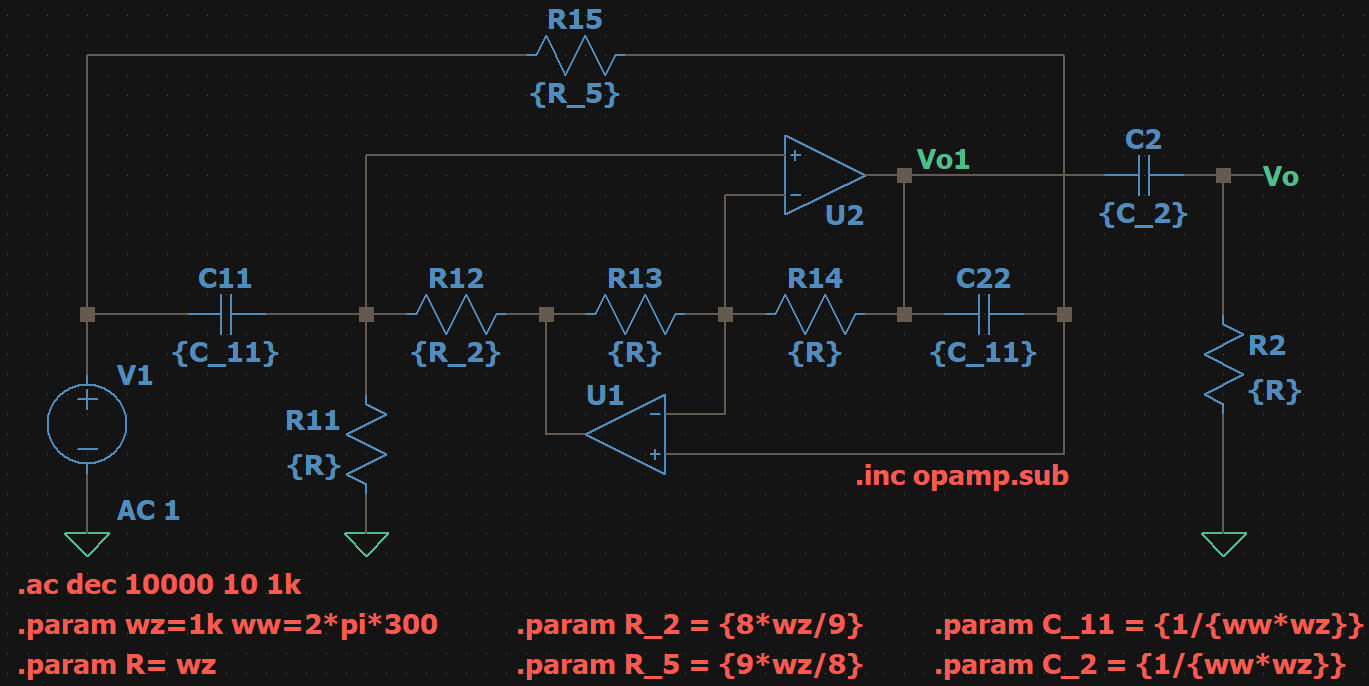 R15
{R_5}
Vo1
C2
Vo
U2
{C_2}
C11
R12
R13
R14
C22
{C_11}
{R_2}
{R}
{R}
{C_11}
R2
V1
U1
{R}
R11
{R}
.inc opamp.sub
AC 1
.ac dec 10000 10 1k
.param wz=1k ww=2*pi*300
.param R_2 = {8*wz/9}
.param C_11 = {1/{ww*wz}}
.param R= wz
.param R_5 = {9*wz/8}
.param C_2 = {1/{ww*wz}}